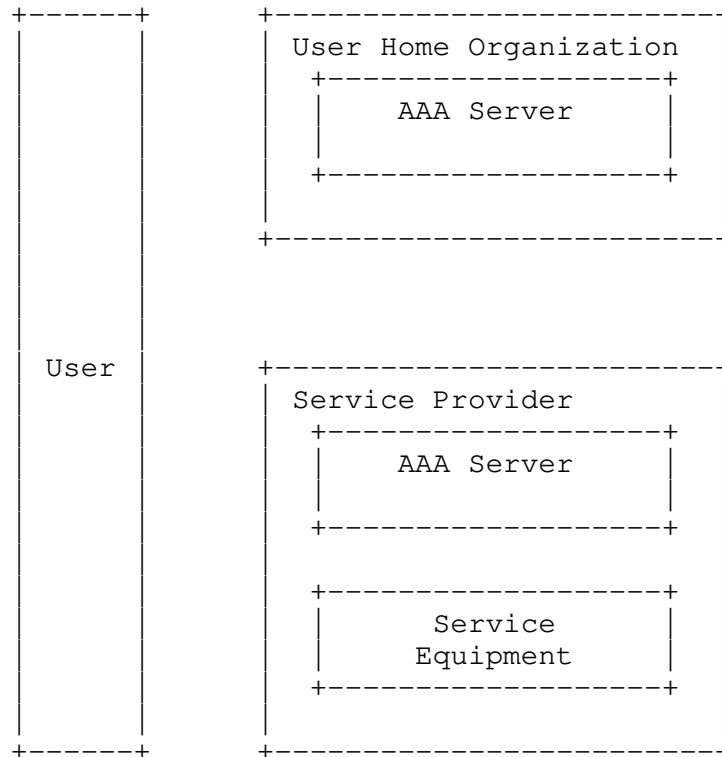 User Home Organization
AAA Server
User
Service Provider
AAA Server
Service
Equipment